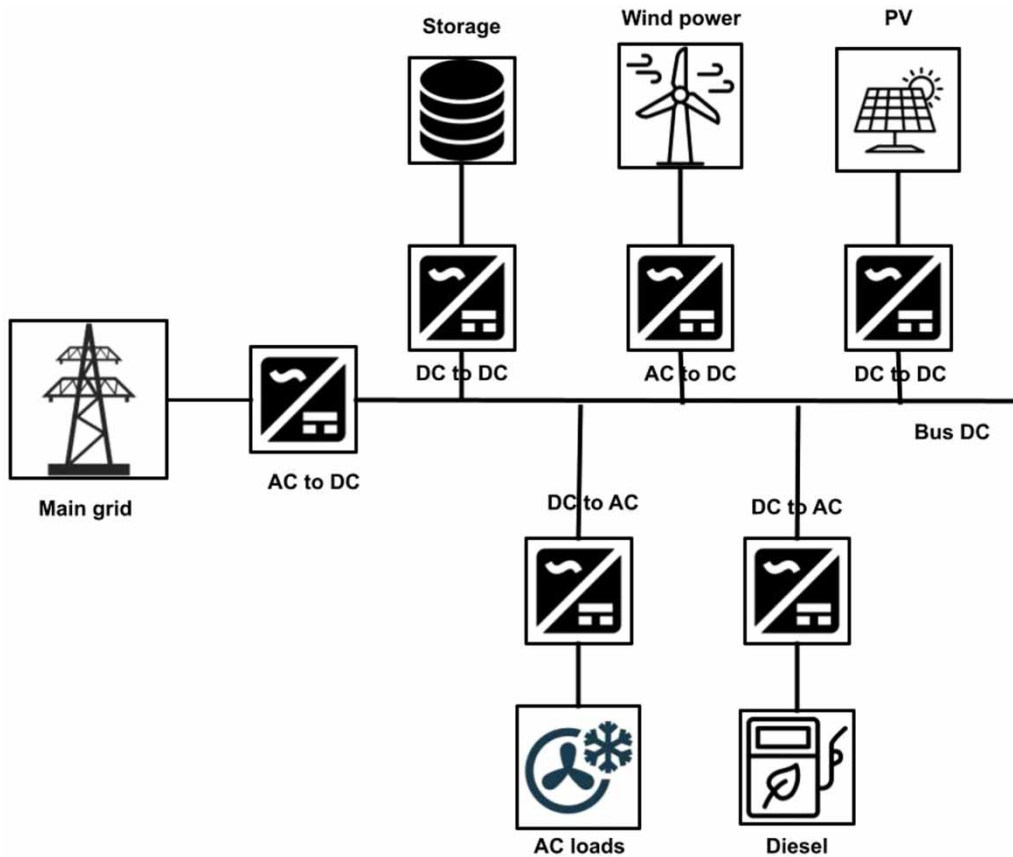 Storage
Wind power
PV
DC to DC
AC to DC
DC to DC
Bus DC
AC to DC
Main grid
DC to AC
DC to AC
AC loads
Diesel